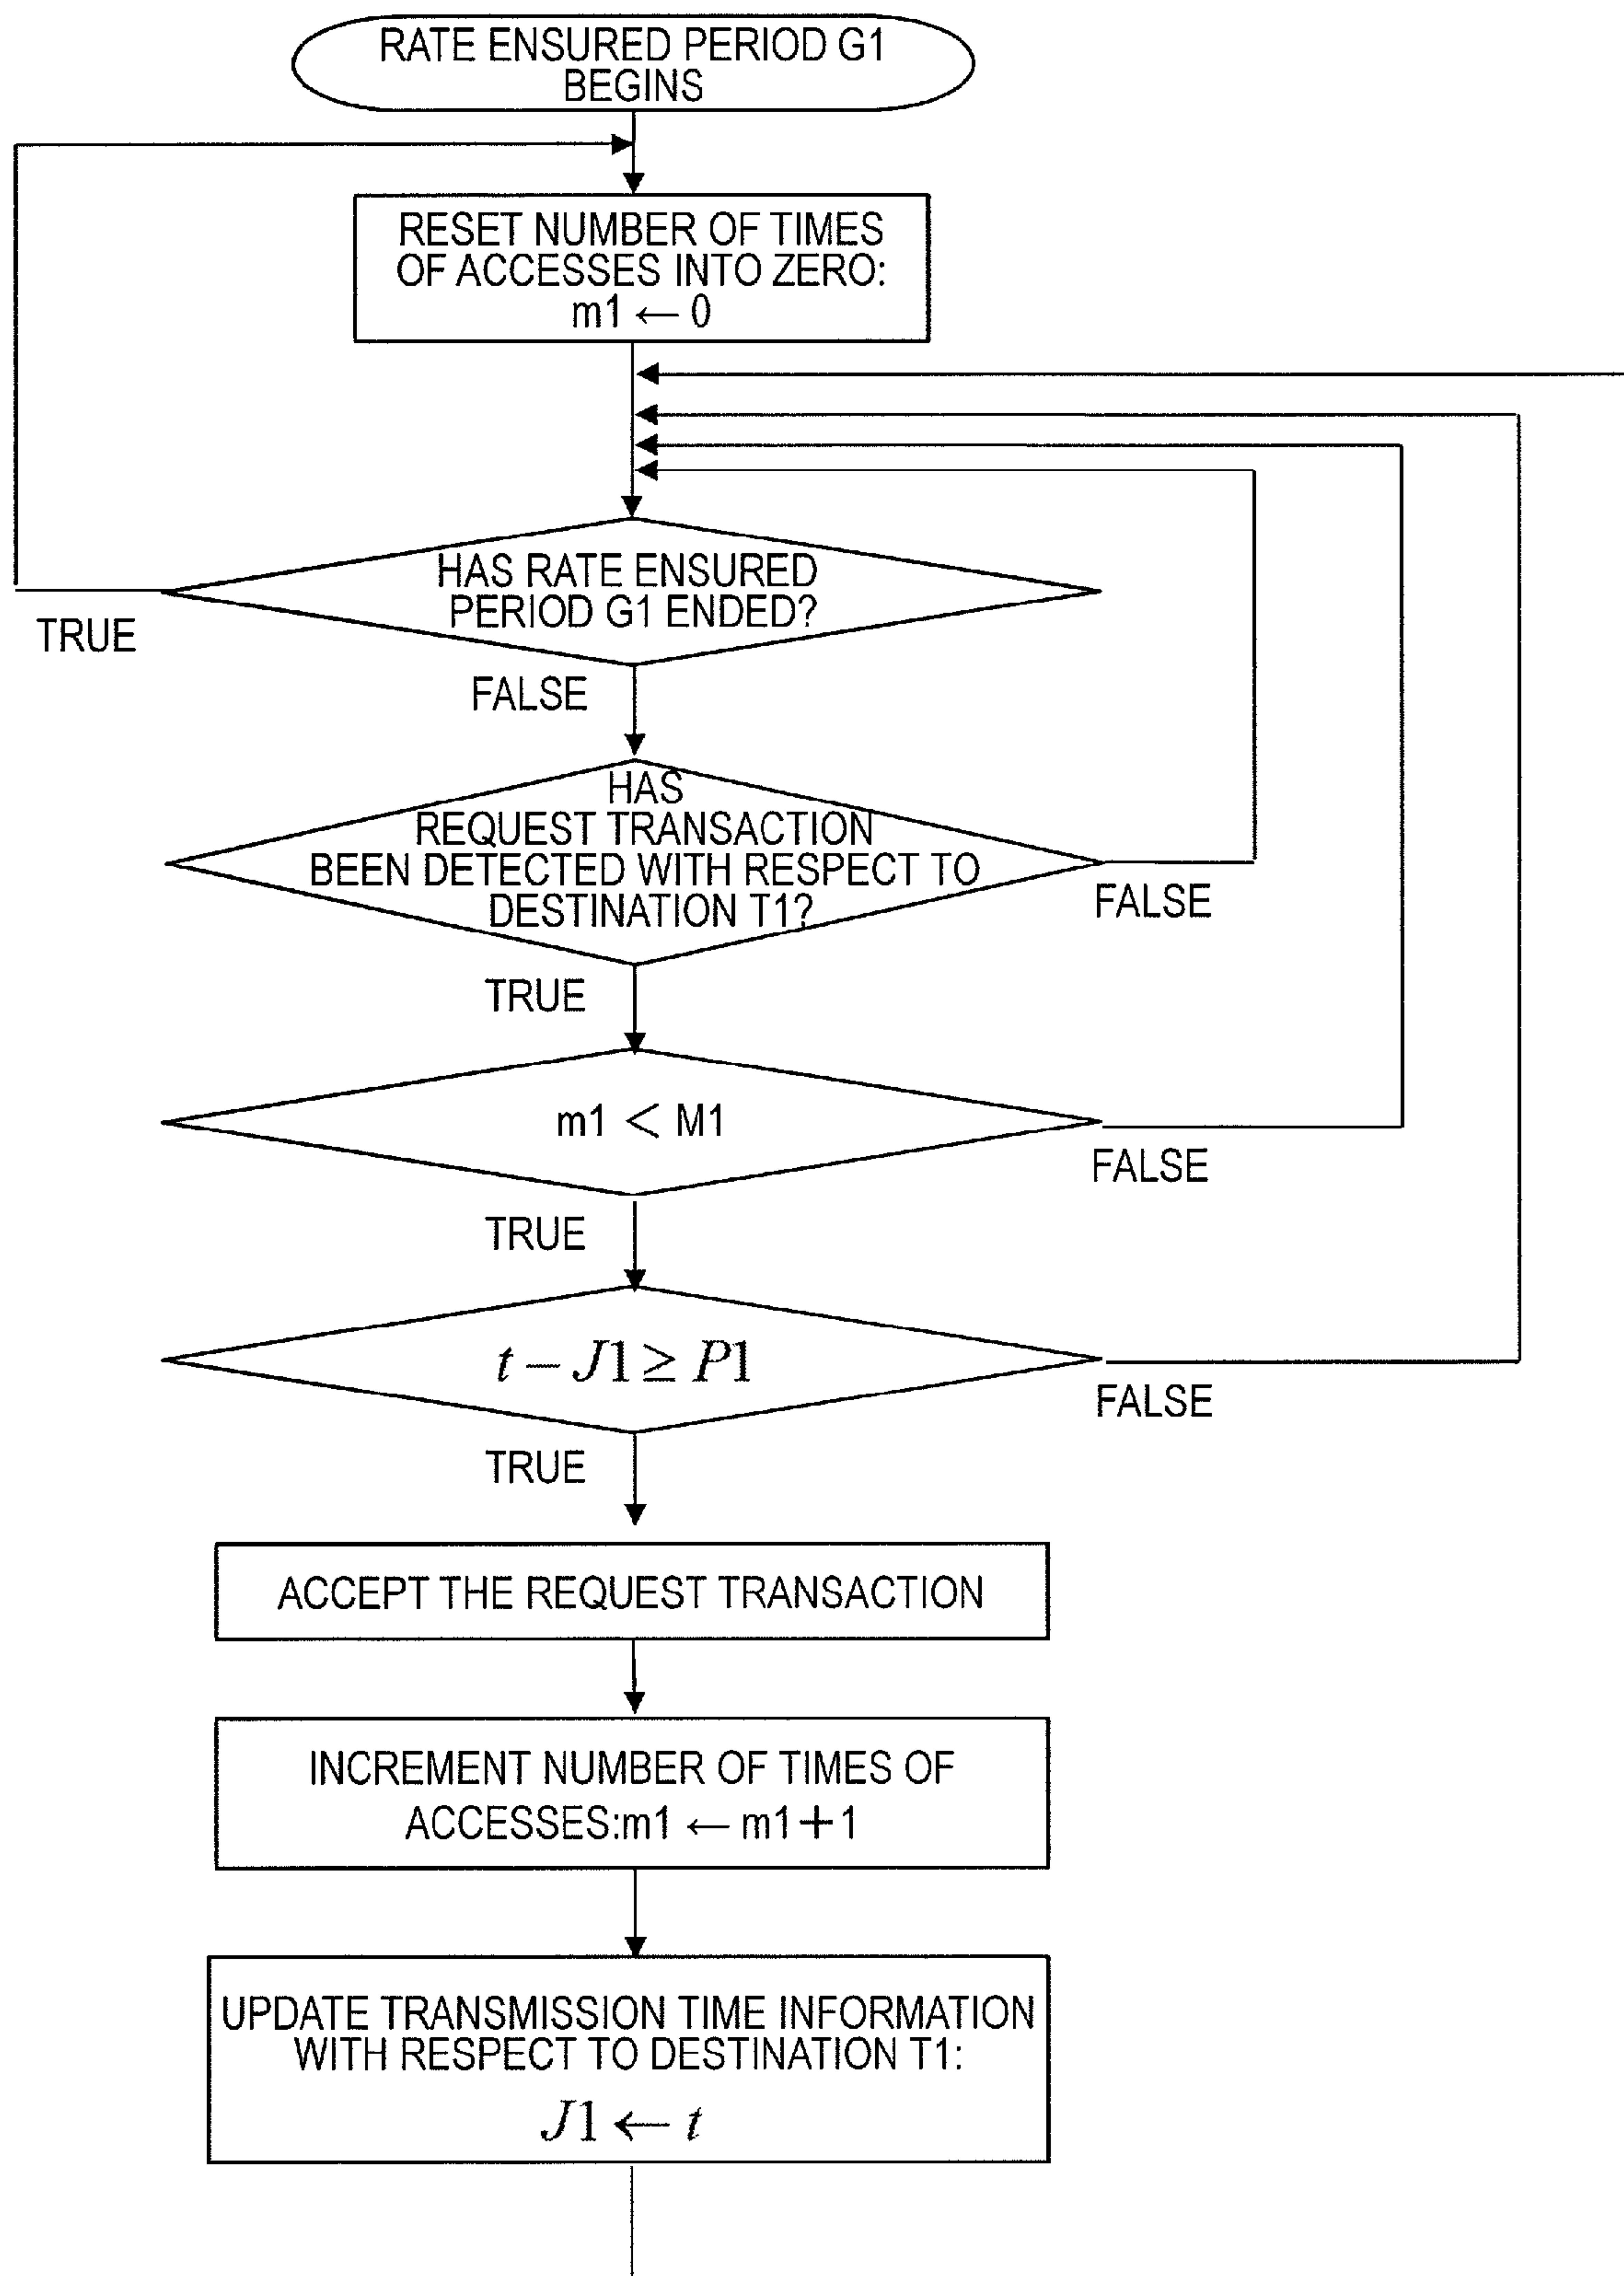 RATE ENSURED PERIOD G1
BEGINS
RESET NUMBER OF TIMES
OF ACCESSES INTO ZERO:
m1 ← 0
HAS RATE ENSURED
PERIOD G1 ENDED?
TRUE
FALSE
HAS
REQUEST TRANSACTION
BEEN DETECTED WITH RESPECT TO
DESTINATION T1?
FALSE
TRUE
m1 < M1
FALSE
TRUE
t – J1 ≥ P1
FALSE
TRUE
ACCEPT THE REQUEST TRANSACTION
INCREMENT NUMBER OF TIMES OF
ACCESSES:m1 ← m1+1
UPDATE TRANSMISSION TIME INFORMATION
WITH RESPECT TO DESTINATION T1:
J1 ← t